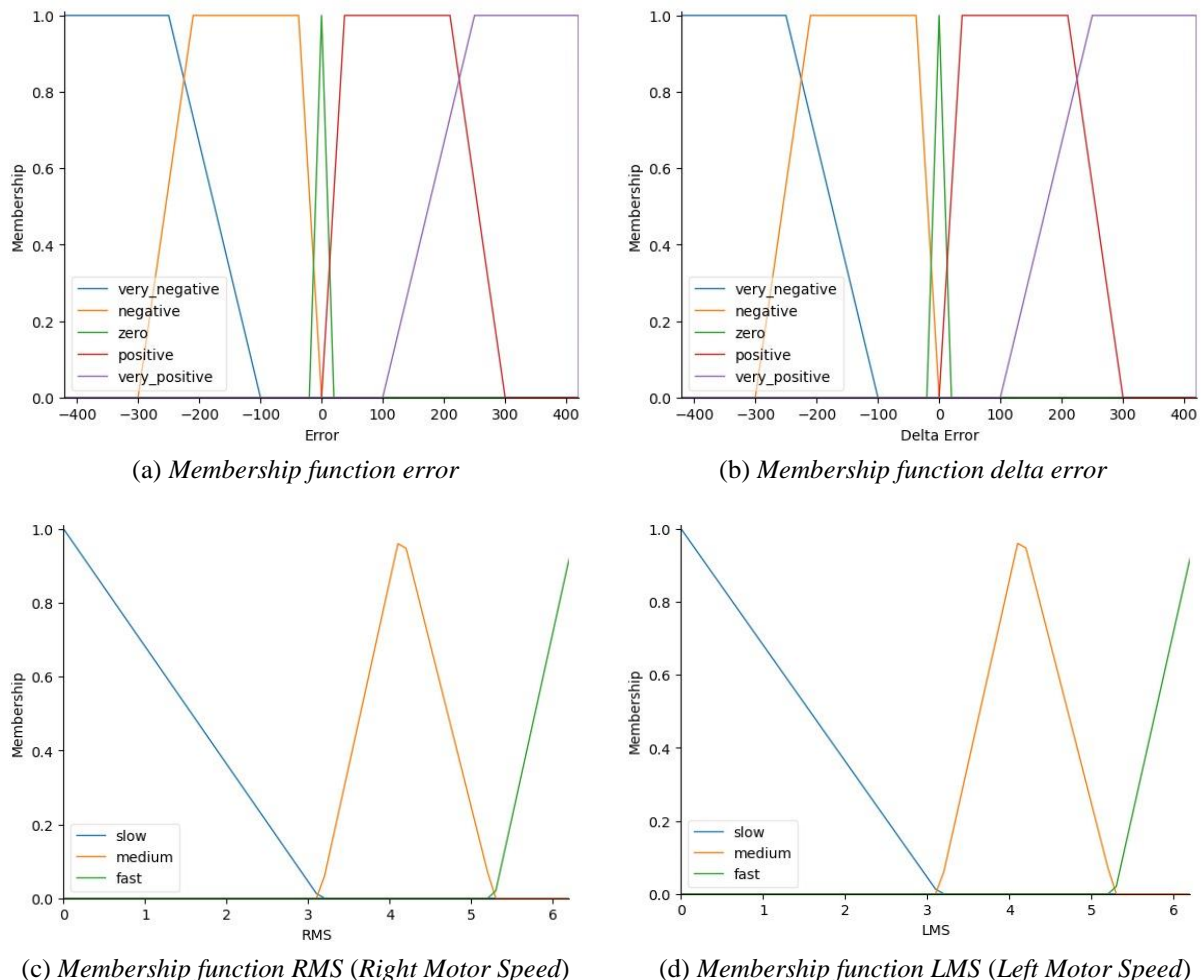 1.0
0.8
0.6
0.4
0.2
0.0
Membership
very_negative
negative
zero
positive
very_positive
−400 −300 −200 −100 0 100 200 300 400
Error
(a) Membership function error
1.0
0.8
0.6
0.4
0.2
0.0
Membership
very_negative
negative
zero
positive
very_positive
−400 −300 −200 −100 0 100 200 300 400
Delta Error
(b) Membership function delta error
1.0
0.8
0.6
0.4
0.2
0.0
Membership
slow
medium
fast
0 1 2 3 4 5 6
RMS
(c) Membership function RMS (Right Motor Speed)
1.0
0.8
0.6
0.4
0.2
0.0
Membership
slow
medium
fast
0 1 2 3 4 5 6
LMS
(d) Membership function LMS (Left Motor Speed)